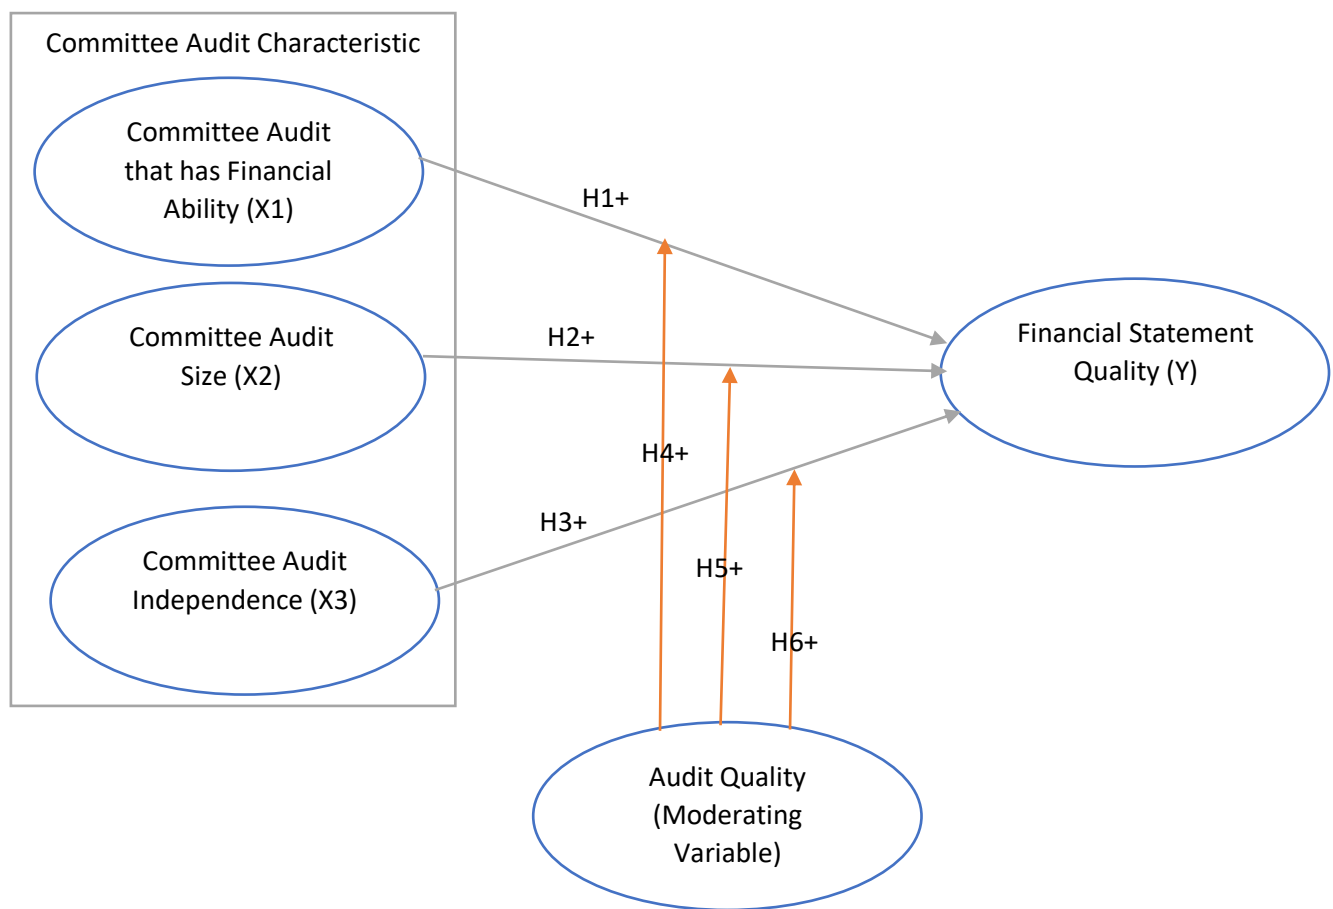 Committee Audit Characteristic
Committee Audit
that has Financial
Ability (X1)
H1+
Committee Audit
Size (X2)
H2+
Financial Statement
Quality (Y)
H4+
H3+
Committee Audit
Independence (X3)
H5+
H6+
Audit Quality
(Moderating
Variable)